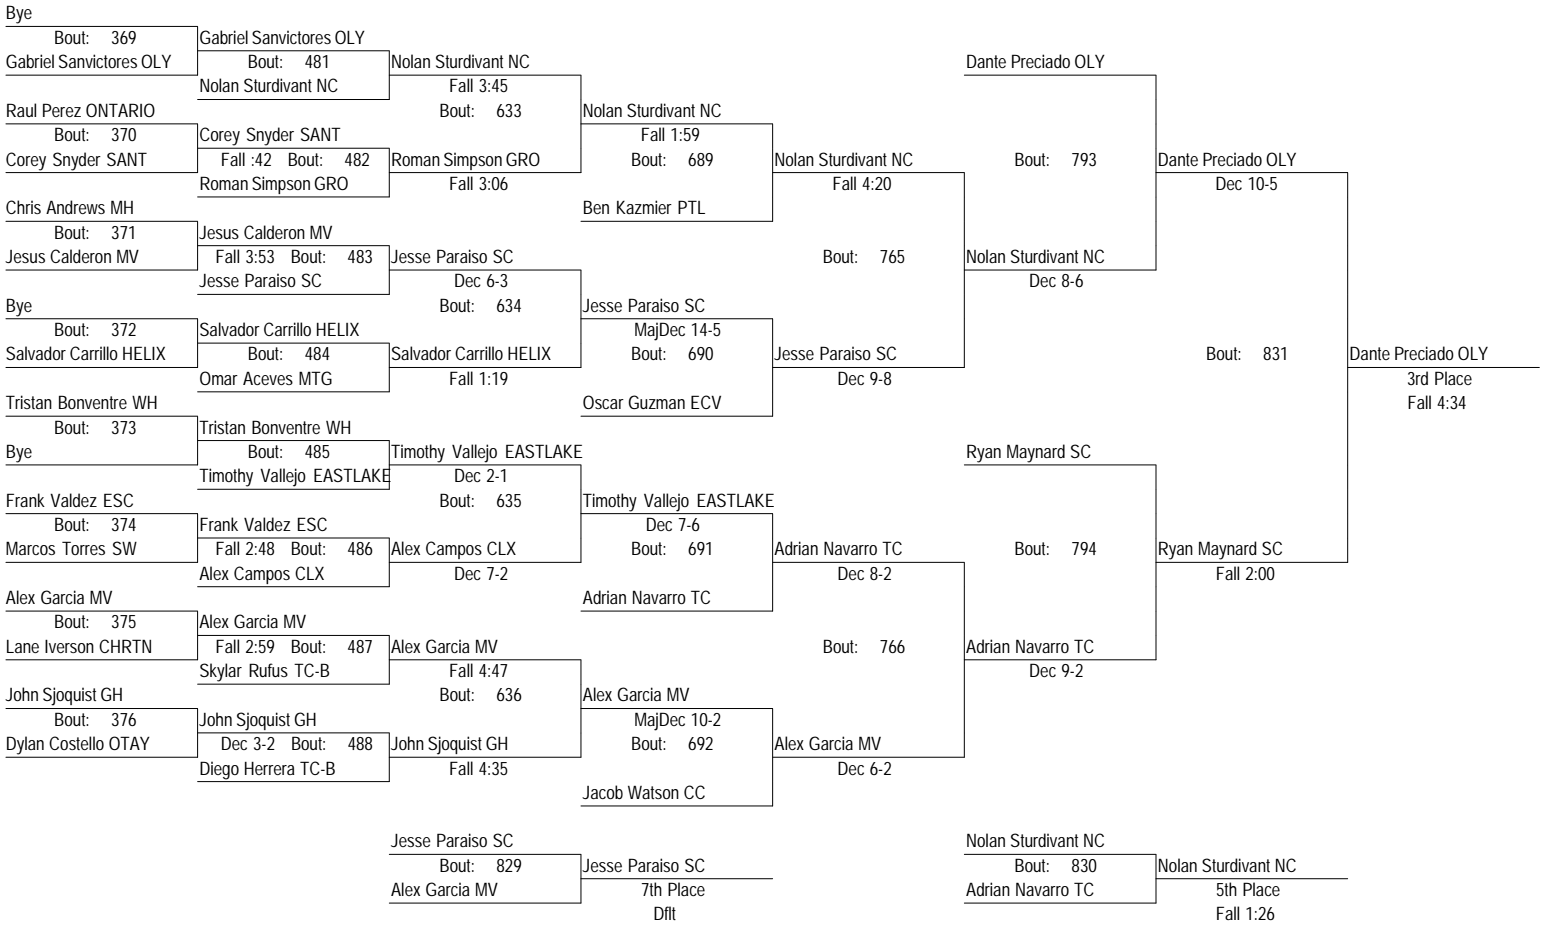 Bye
Bout: 369
Gabriel Sanvictores OLY
Raul Perez ONTARIO
Bout: 370
Corey Snyder SANT
Chris Andrews MH
Bout: 371
Jesus Calderon MV
Bye
Bout: 372
Salvador Carrillo HELIX
Tristan Bonventre WH
Bout: 373
Bye
Frank Valdez ESC
Bout: 374
Marcos Torres SW
Alex Garcia MV
Bout: 375
Lane Iverson CHRTN
John Sjoquist GH
Bout: 376
Dylan Costello OTAY
Gabriel Sanvictores OLY
Bout: 481
Nolan Sturdivant NC
Corey Snyder SANT
Fall :42 Bout: 482
Roman Simpson GRO
Jesus Calderon MV
Fall 3:53 Bout: 483
Jesse Paraiso SC
Salvador Carrillo HELIX
Bout: 484
Omar Aceves MTG
Tristan Bonventre WH
Bout: 485
Timothy Vallejo EASTLAKE
Frank Valdez ESC
Fall 2:48 Bout: 486
Alex Campos CLX
Alex Garcia MV
Fall 2:59 Bout: 487
Skylar Rufus TC-B
John Sjoquist GH
Dec 3-2 Bout: 488
Diego Herrera TC-B
Nolan Sturdivant NC
Fall 3:45
Bout: 633
Roman Simpson GRO
Fall 3:06
Jesse Paraiso SC
Dec 6-3
Bout: 634
Salvador Carrillo HELIX
Fall 1:19
Timothy Vallejo EASTLAKE
Dec 2-1
Bout: 635
Alex Campos CLX
Dec 7-2
Alex Garcia MV
Fall 4:47
Bout: 636
John Sjoquist GH
Fall 4:35
Nolan Sturdivant NC
Fall 1:59
Bout: 689
Ben Kazmier PTL
Jesse Paraiso SC
MajDec 14-5
Bout: 690
Oscar Guzman ECV
Timothy Vallejo EASTLAKE
Dec 7-6
Bout: 691
Adrian Navarro TC
Alex Garcia MV
MajDec 10-2
Bout: 692
Jacob Watson CC
Nolan Sturdivant NC
Fall 4:20
Bout: 765
Jesse Paraiso SC
Dec 9-8
Adrian Navarro TC
Dec 8-2
Bout: 766
Alex Garcia MV
Dec 6-2
Dante Preciado OLY
Bout: 793
Nolan Sturdivant NC
Dec 8-6
Ryan Maynard SC
Bout: 794
Adrian Navarro TC
Dec 9-2
Dante Preciado OLY
Dec 10-5
Bout: 831
Ryan Maynard SC
Fall 2:00
Dante Preciado OLY
3rd Place
Fall 4:34
Jesse Paraiso SC
Bout: 829
Alex Garcia MV
Jesse Paraiso SC
7th Place
Dflt
Nolan Sturdivant NC
Bout: 830
Adrian Navarro TC
Nolan Sturdivant NC
5th Place
Fall 1:26